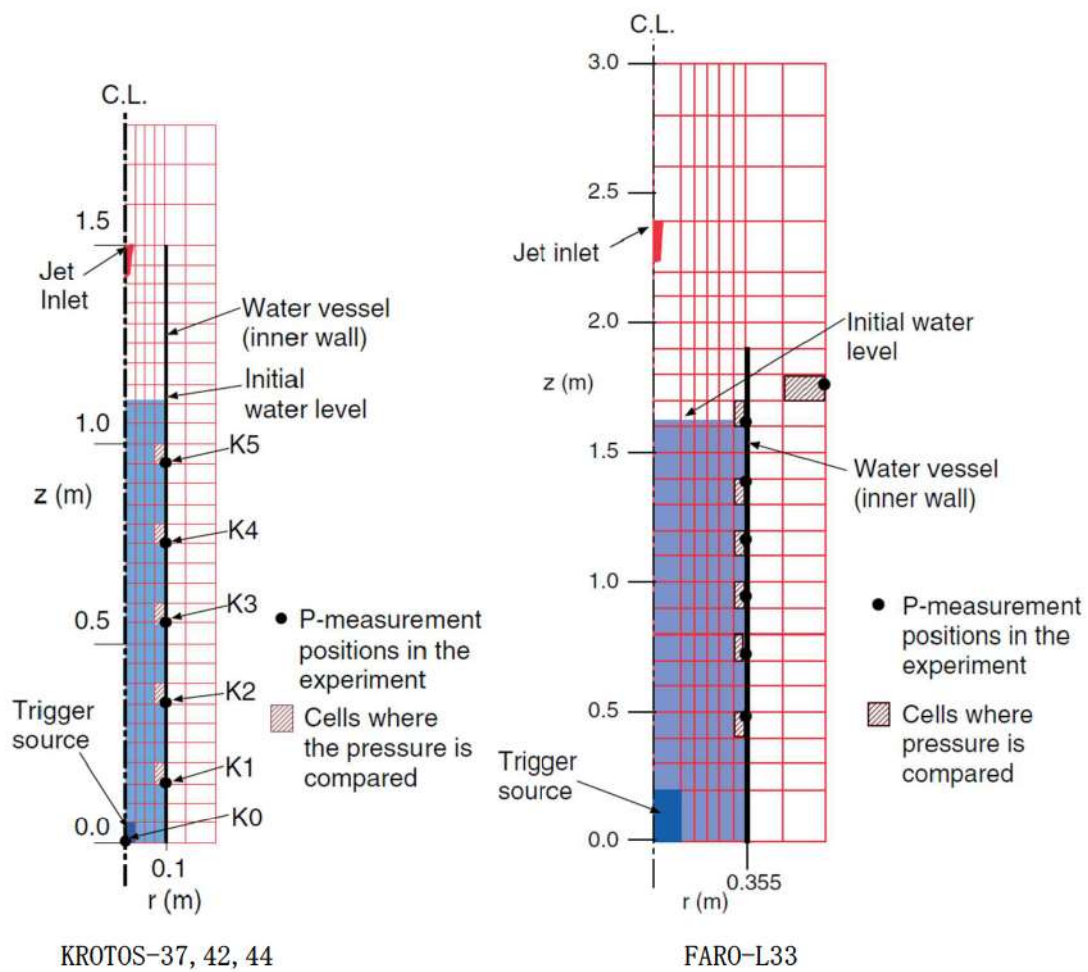 C.L.
1.5
Jet
Inlet
Water vessel
(inner wall)
Initial
water level
1.0
K5
z (m)
K4
K3
0.5
P-measurement
positions in the
experiment
K2
Trigger
source
Cells where
the pressure is
compared
K1
0.0
K0
0.1
r (m)
KROTOS-37, 42, 44
C.L.
3.0
2.5
Jet inlet
2.0
Initial water
level
z (m)
1.5
Water vessel
(inner wall)
1.0
P-measurement
positions in the
experiment
0.5
Cells where
pressure is
compared
Trigger
source
0.0
0.355
r (m)
FARO-L33